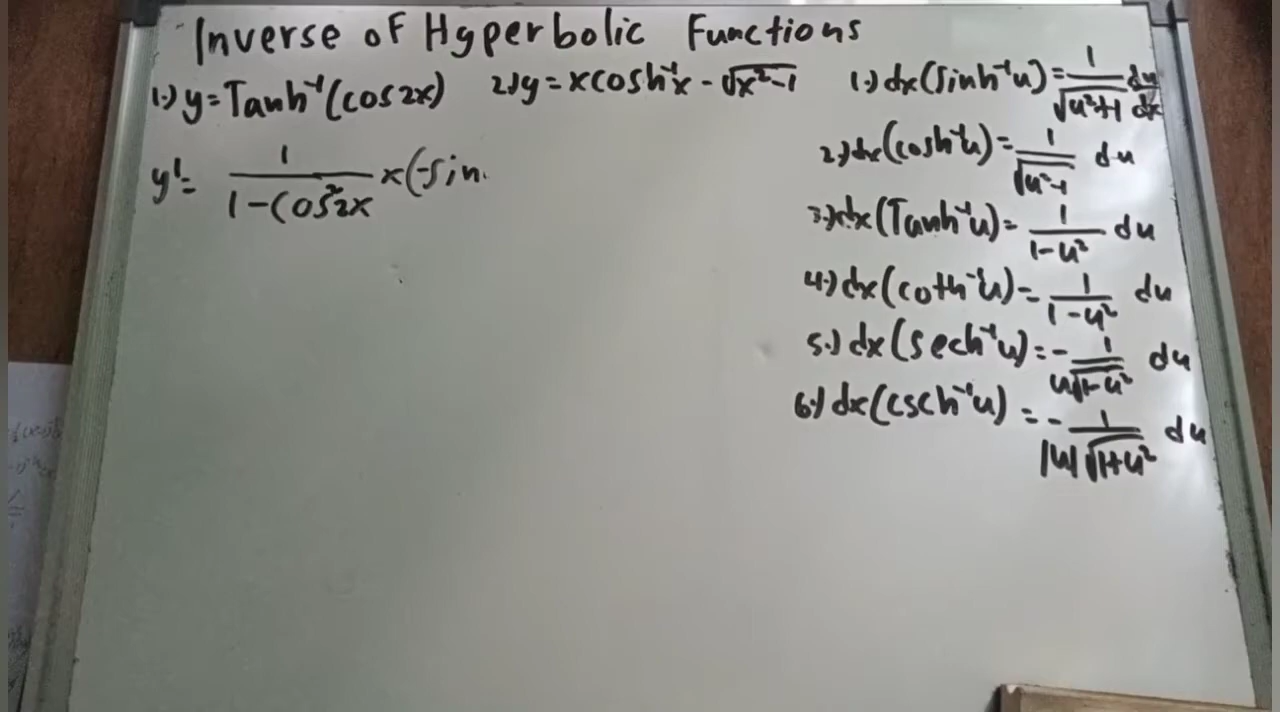 Inverse of Hyperbolic Functions
1.) y = Tanh⁻¹(cos2x)
2.) y = xcosh⁻¹x - √(x²-1)
y' = 1/(1-cos²2x) x(-sin
1.) dx(sinh⁻¹u) = 1/√(u²+1) du/dx
2.) dx(cosh⁻¹u) = 1/√(u²-1) du
3.) dx(Tanh⁻¹u) = 1/(1-u²) du
4.) dx(coth⁻¹u) = 1/(1-u²) du
5.) dx(sech⁻¹u) = -1/(u√(1-u²)) du
6.) dx(csch⁻¹u) = -1/(|u|√(1+u²)) du